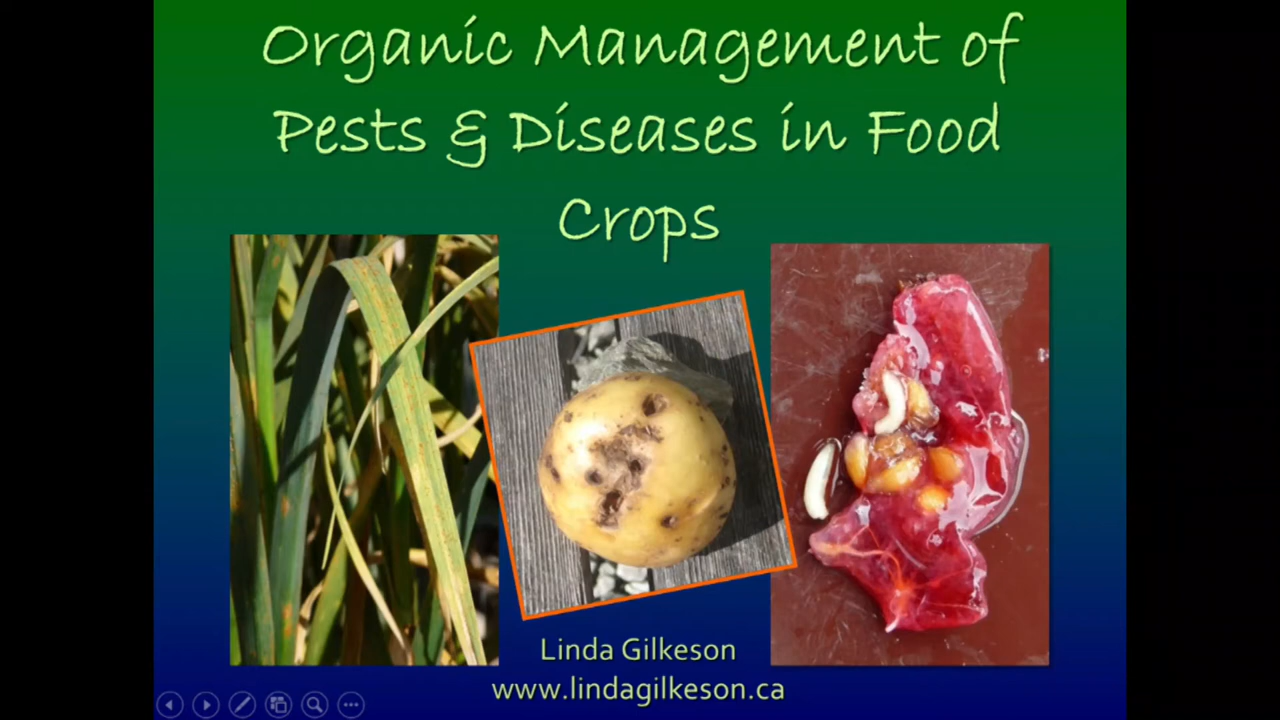 Organic Management of
Pests & Diseases in Food
Crops
Linda Gilkeson
www.lindagilkeson.ca